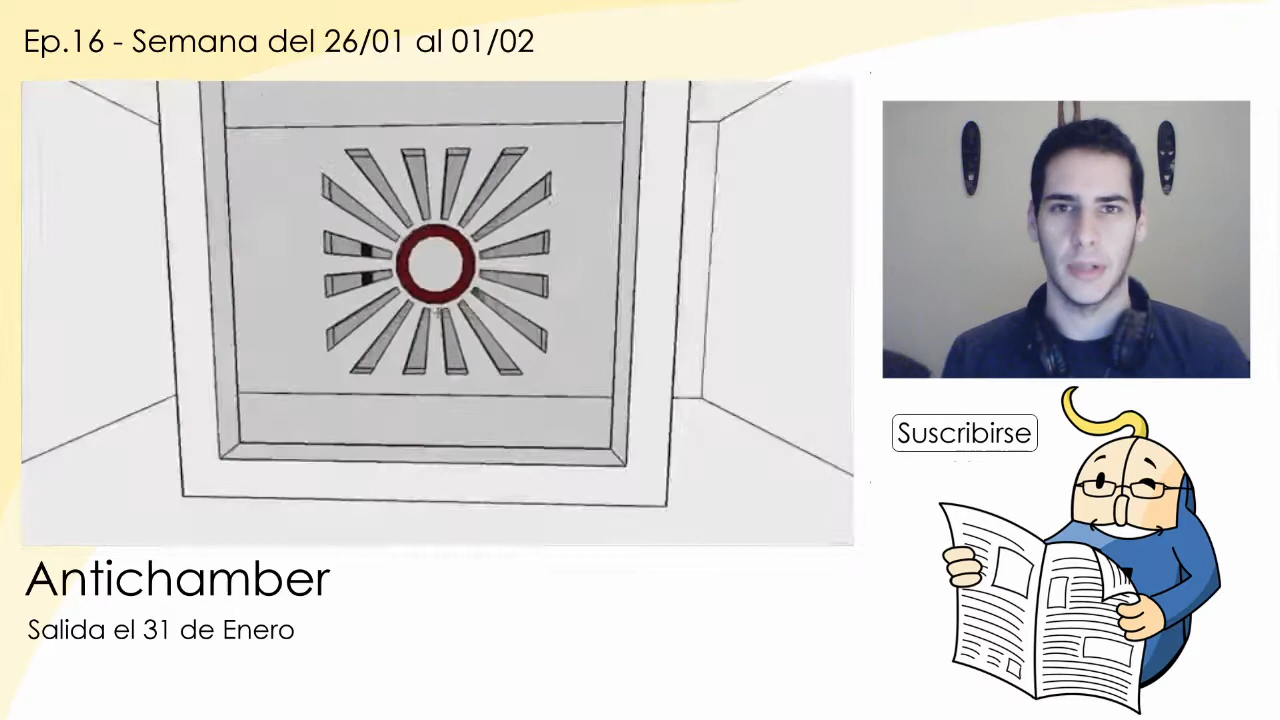 Ep.16 - Semana del 26/01 al 01/02
Suscribirse
Antichamber
Salida el 31 de Enero